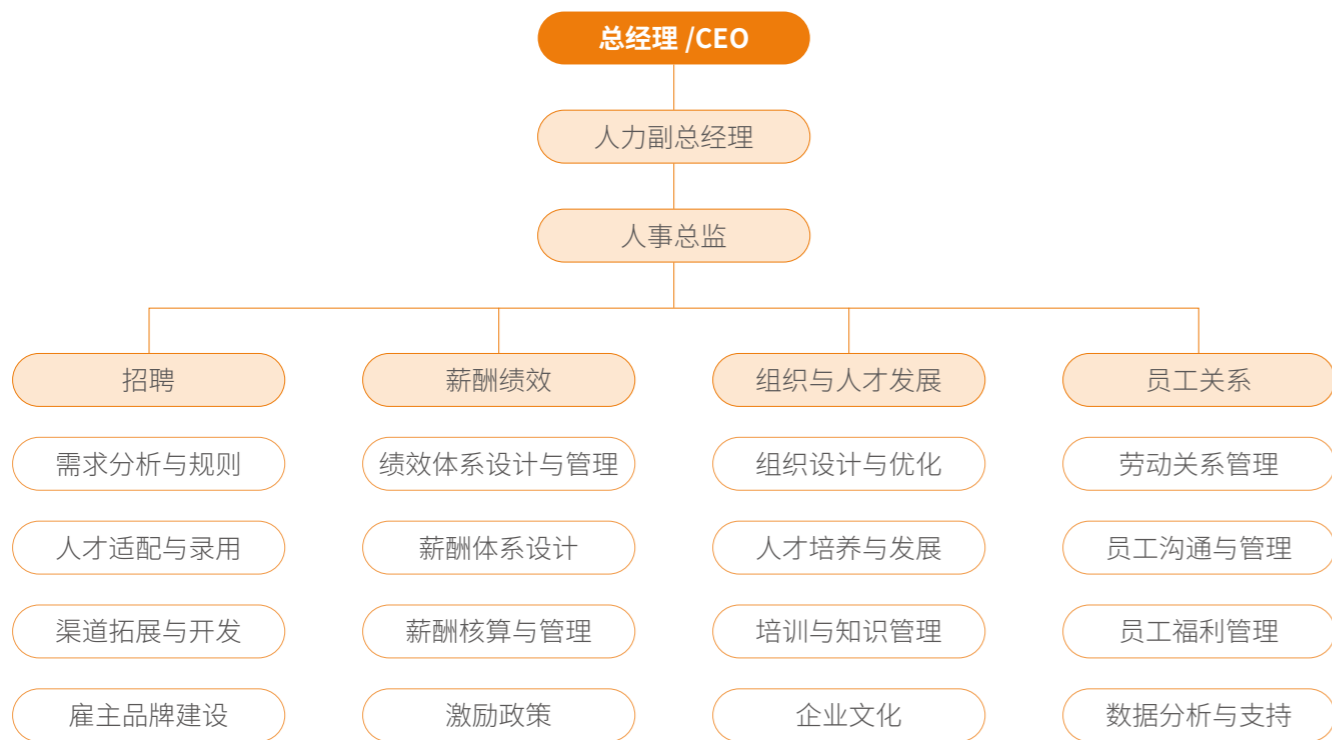 总经理 /CEO
人力副总经理
人事总监
招聘
薪酬绩效
组织与人才发展
员工关系
需求分析与规则
绩效体系设计与管理
组织设计与优化
劳动关系管理
人才适配与录用
薪酬体系设计
人才培养与发展
员工沟通与管理
渠道拓展与开发
薪酬核算与管理
培训与知识管理
员工福利管理
雇主品牌建设
激励政策
企业文化
数据分析与支持